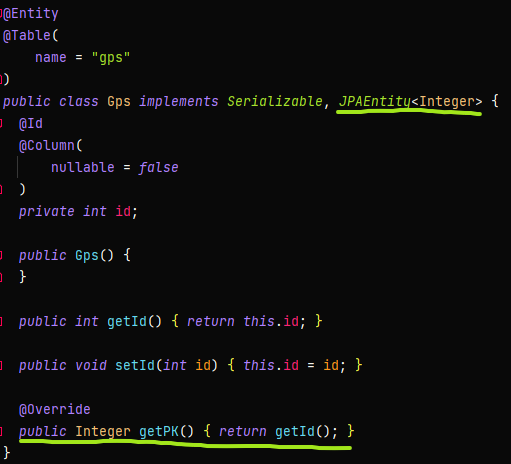 @Entity
@Table(
name = "gps"
)
public class Gps implements Serializable, JPAEntity<Integer> {
@Id
@Column(
nullable = false
)
private int id;
public Gps() {
}
public int getId() { return this.id; }
public void setId(int id) { this.id = id; }
@Override
public Integer getPK() { return getId(); }
}